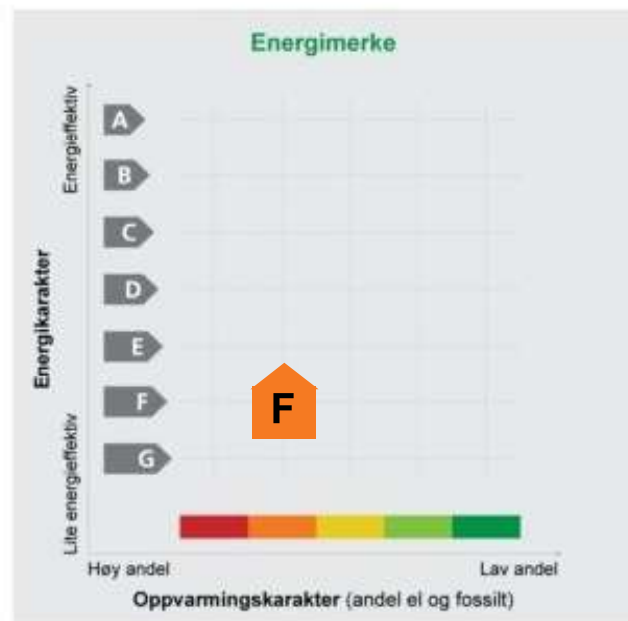 Energimerke
Energieffektiv
A
B
C
D
E
F
G
Energikarakter
Lite energieffektiv
F
Høy andel
Lav andel
Oppvarmingskarakter (andel el og fossilt)